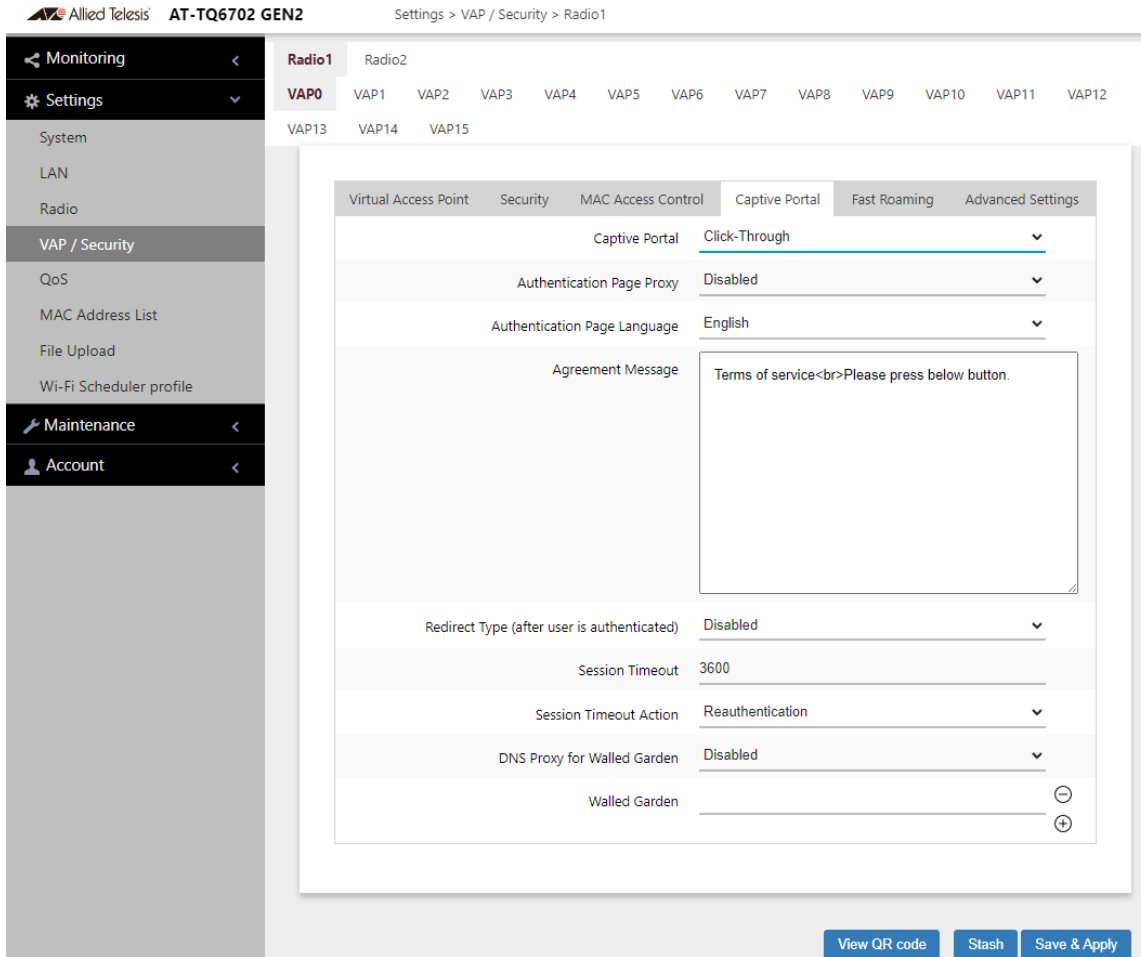 Allied Telesis AT-TQ6702 GEN2 Settings > VAP / Security > Radio1
Monitoring
Settings
System
LAN
Radio
VAP / Security
QoS
MAC Address List
File Upload
Wi-Fi Scheduler profile
Maintenance
Account
Radio1 Radio2
VAP0 VAP1 VAP2 VAP3 VAP4 VAP5 VAP6 VAP7 VAP8 VAP9 VAP10 VAP11 VAP12
VAP13 VAP14 VAP15
Virtual Access Point Security MAC Access Control Captive Portal Fast Roaming Advanced Settings
Captive Portal Click-Through
Authentication Page Proxy Disabled
Authentication Page Language English
Agreement Message Terms of service<br>Please press below button.
Redirect Type (after user is authenticated) Disabled
Session Timeout 3600
Session Timeout Action Reauthentication
DNS Proxy for Walled Garden Disabled
Walled Garden
View QR code Stash Save & Apply